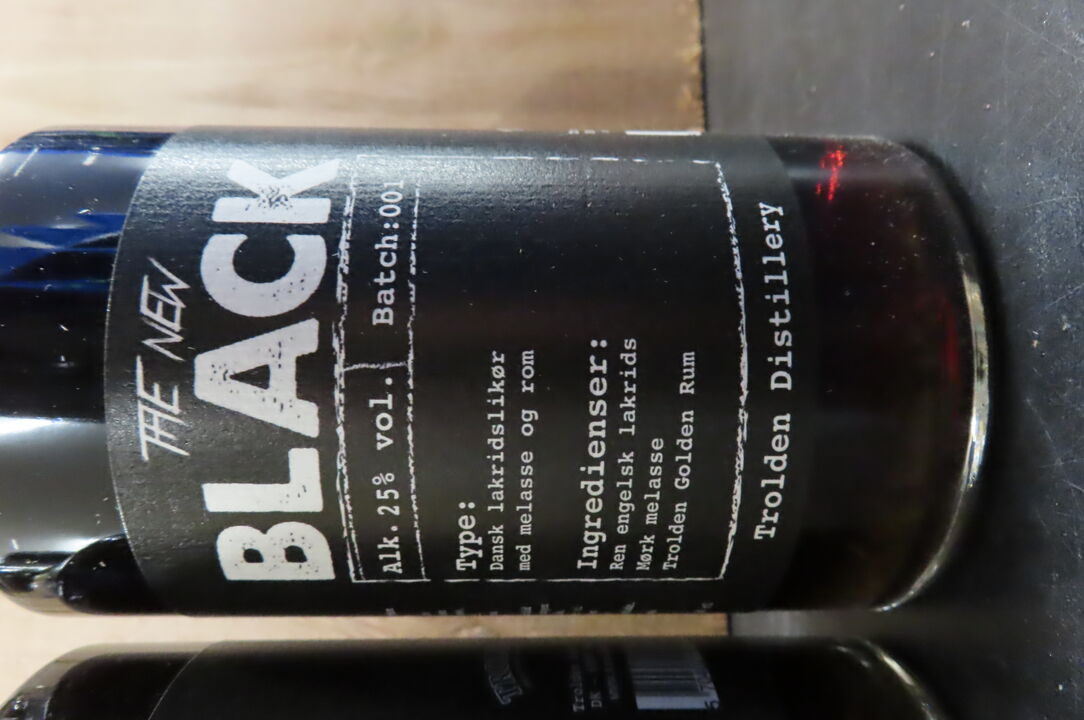 THE NEW
BLACK
Alk.25% vol. Batch:001
Type:
Dansk lakridslikør
med melasse og rom
Ingredienser:
Ren engelsk lakrids
Mørk melasse
Trolden Golden Rum
Trolden Distillery